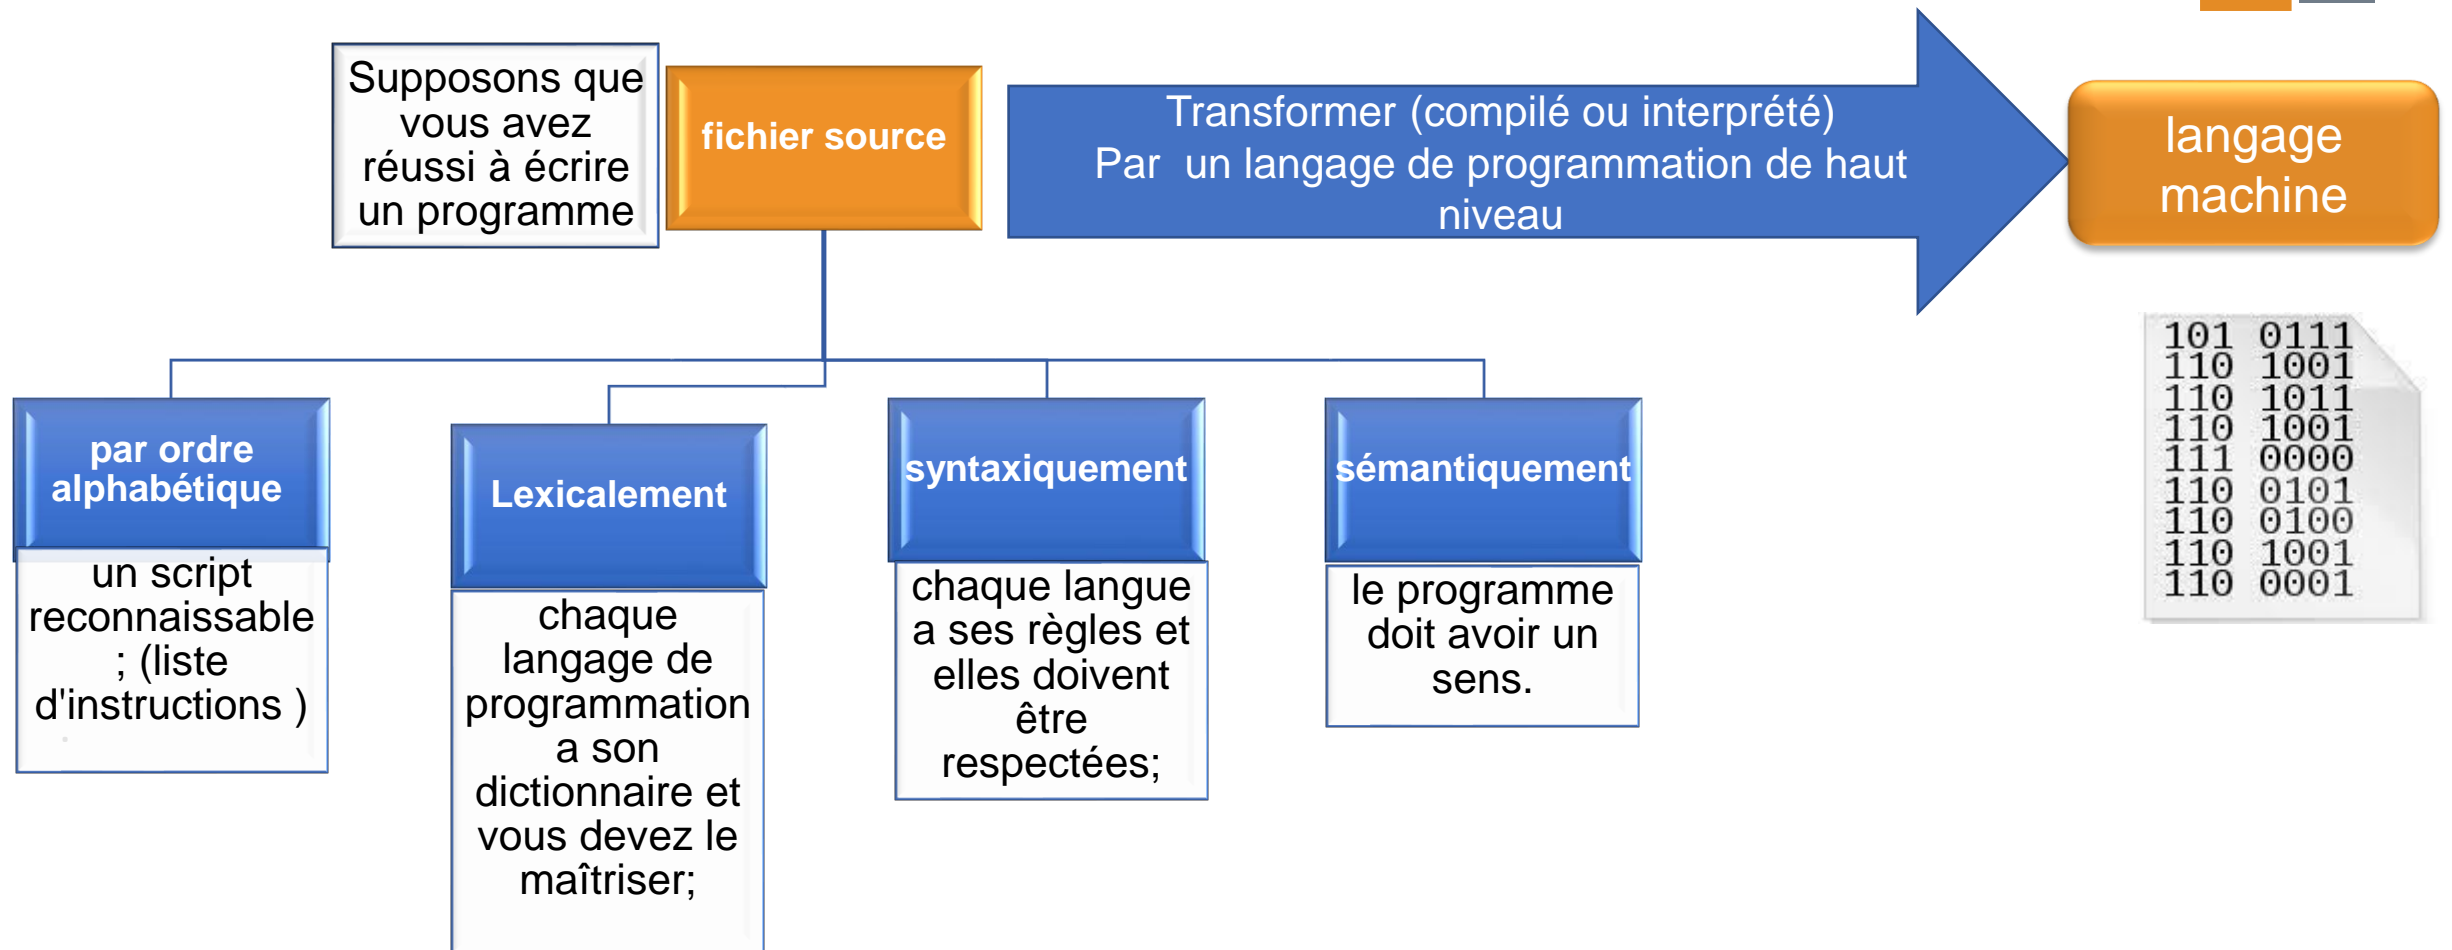 Supposons que
vous avez
réussi à écrire
un programme
fichier source
Transformer (compilé ou interprété)
Par un langage de programmation de haut
niveau
langage
machine
par ordre
alphabétique
un script
reconnaissable
; (liste
d'instructions )
Lexicalement
chaque
langage de
programmation
a son
dictionnaire et
vous devez le
maîtriser;
syntaxiquement
chaque langue
a ses règles et
elles doivent
être
respectées;
sémantiquement
le programme
doit avoir un
sens.
101 0111
110 1001
110 1011
110 1001
111 0000
110 0101
110 0100
110 1001
110 0001